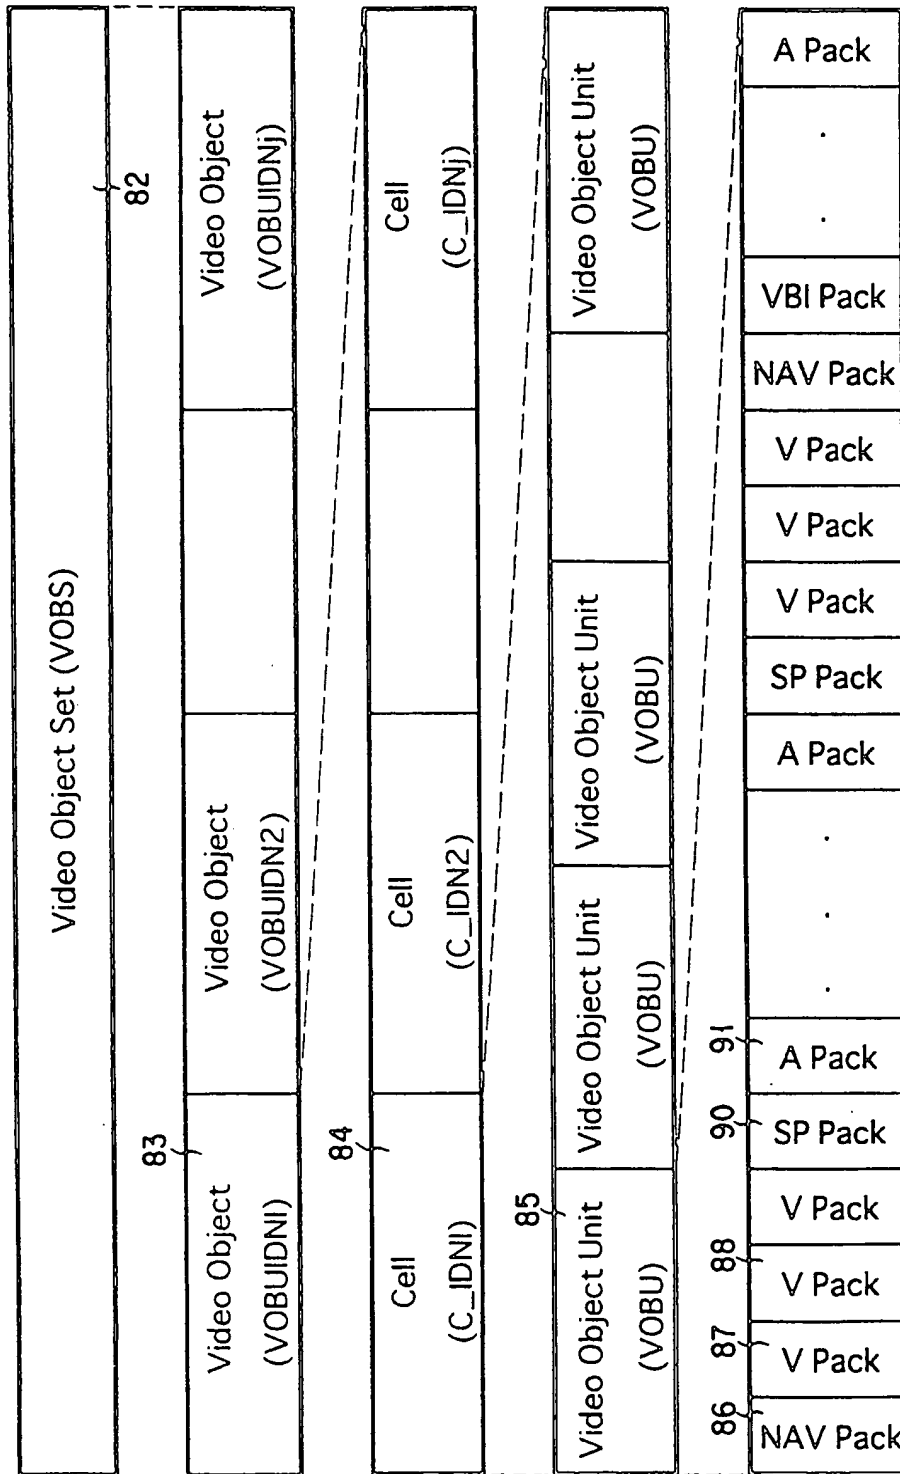 Video Object Set (VOBS)
82
83
Video Object
(VOBUIDN1)
Video Object
(VOBUIDN2)
Video Object
(VOBUIDNj)
84
Cell
(C_IDN1)
Cell
(C_IDN2)
Cell
(C_IDNj)
85
Video Object Unit
(VOBU)
Video Object Unit
(VOBU)
Video Object Unit
(VOBU)
Video Object Unit
(VOBU)
86
87
88
90
91
NAV Pack
V Pack
V Pack
V Pack
SP Pack
A Pack
. . .
A Pack
SP Pack
V Pack
V Pack
V Pack
NAV Pack
VBI Pack
. .
A Pack